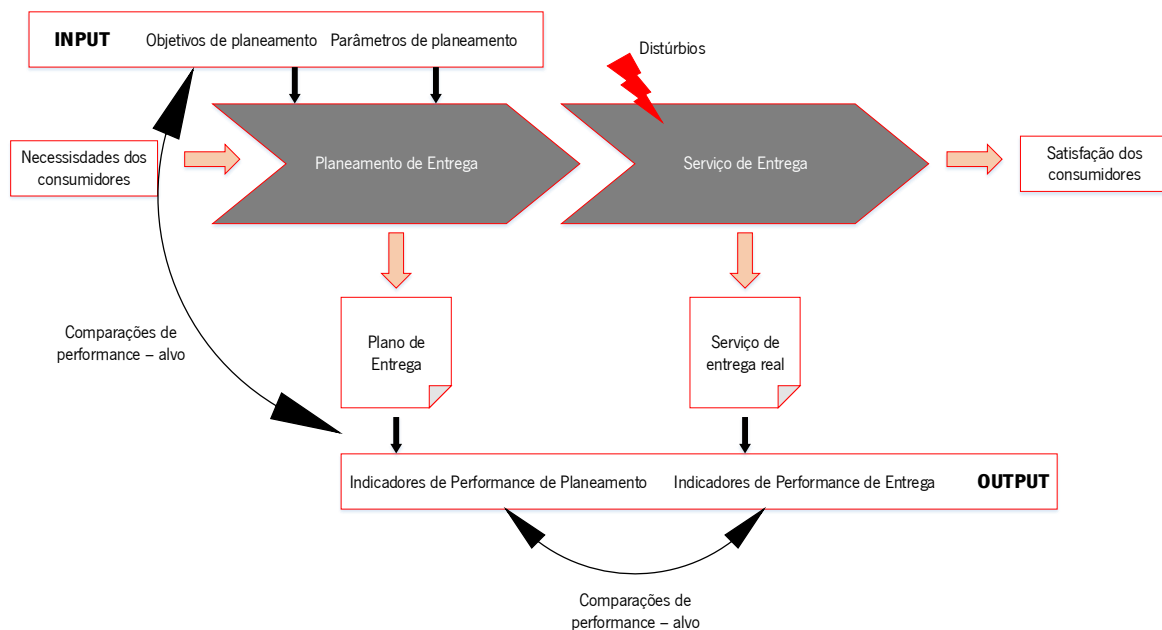 INPUT Objetivos de planeamento Parâmetros de planeamento
Distúrbios
Necessisdades dos
consumidores
Planeamento de Entrega
Serviço de Entrega
Satisfação dos
consumidores
Comparações de
performance – alvo
Plano de
Entrega
Serviço de
entrega real
Indicadores de Performance de Planeamento Indicadores de Performance de Entrega OUTPUT
Comparações de
performance – alvo